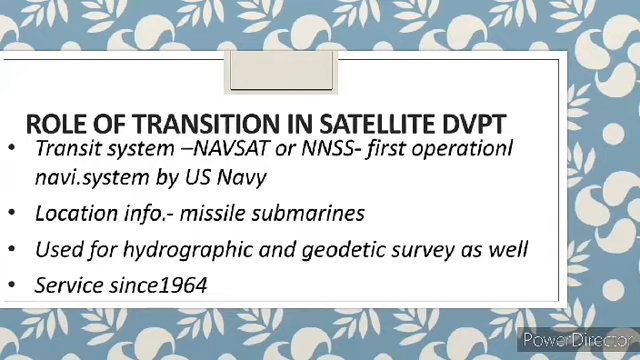 ROLE OF TRANSITION IN SATELLITE DVPT
• Transit system –NAVSAT or NNSS- first operationl
navi.system by US Navy
• Location info.- missile submarines
• Used for hydrographic and geodetic survey as well
• Service since1964
PowerDirector